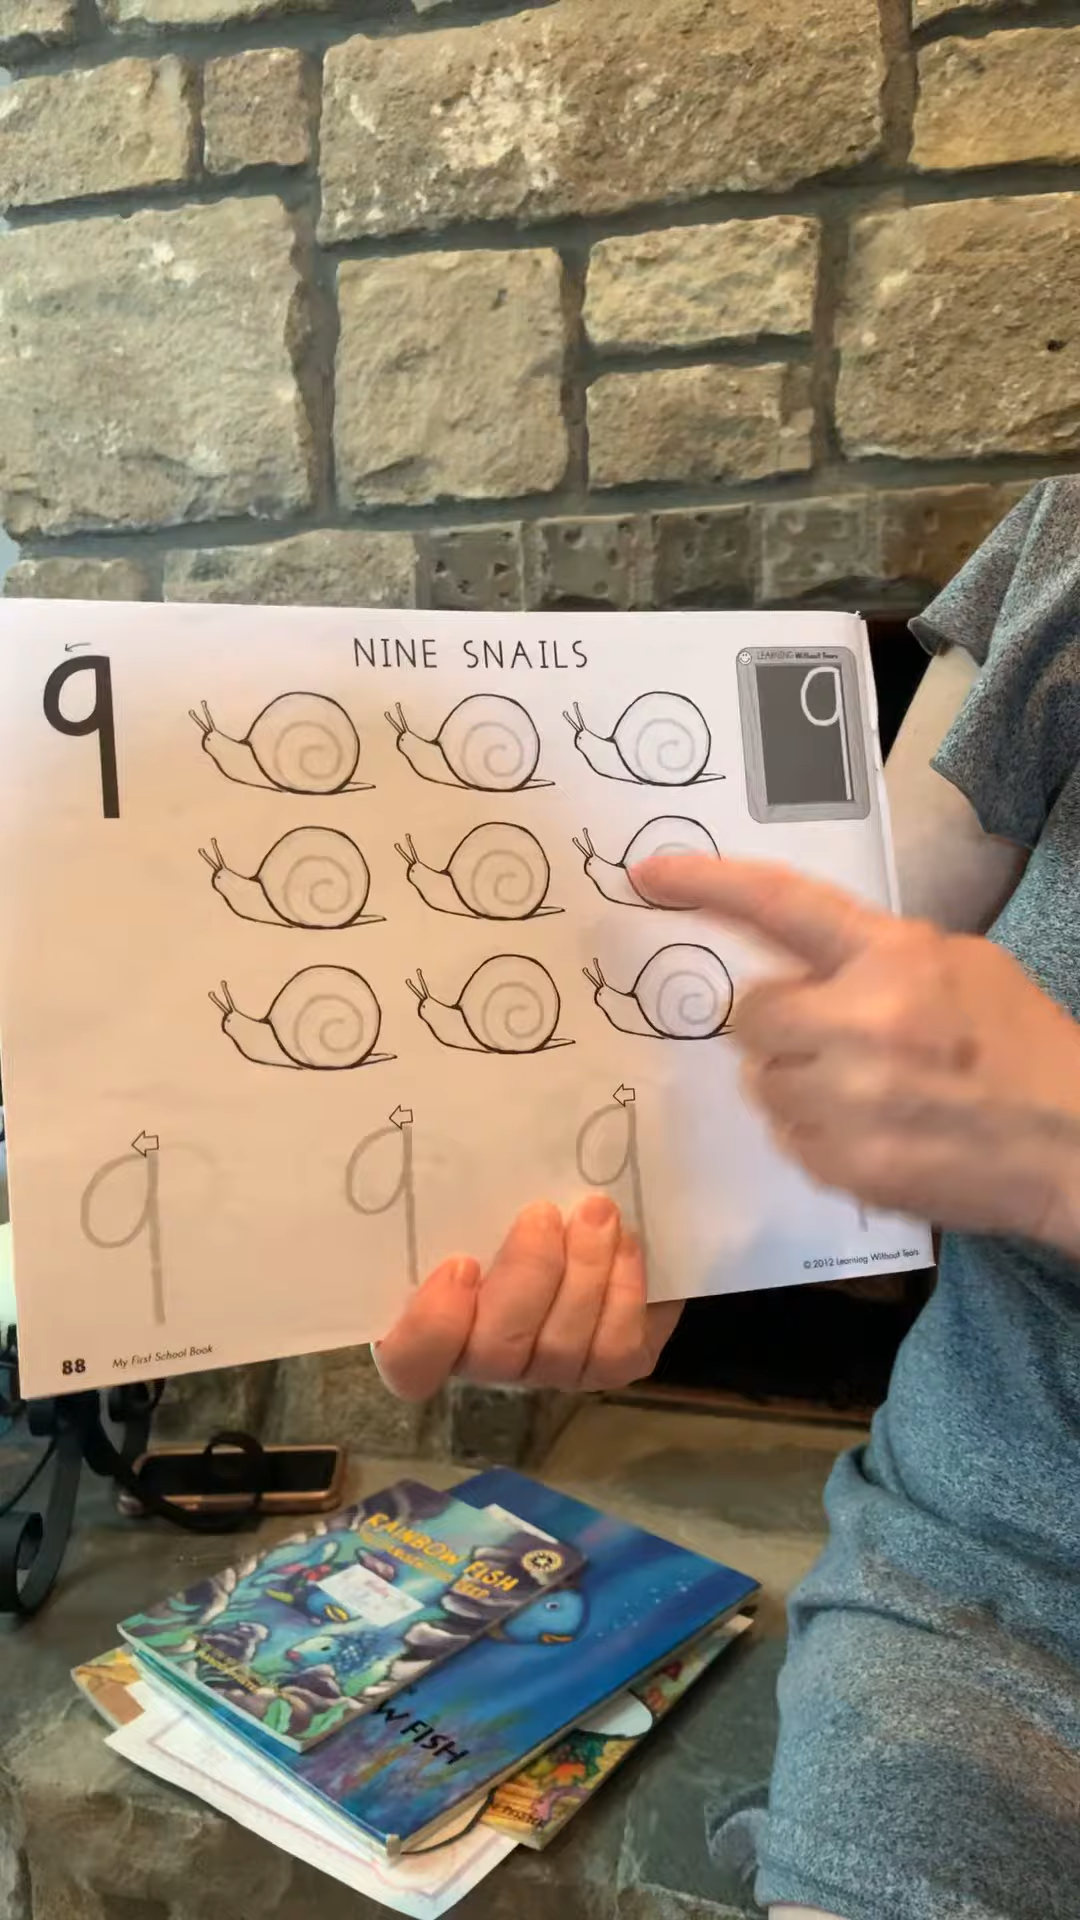 9
NINE SNAILS
LEARNING Without Tears
9
9 9 9
© 2012 Learning Without Tears
88 My First School Book
RAINBOW FISH
DEEP
W FISH